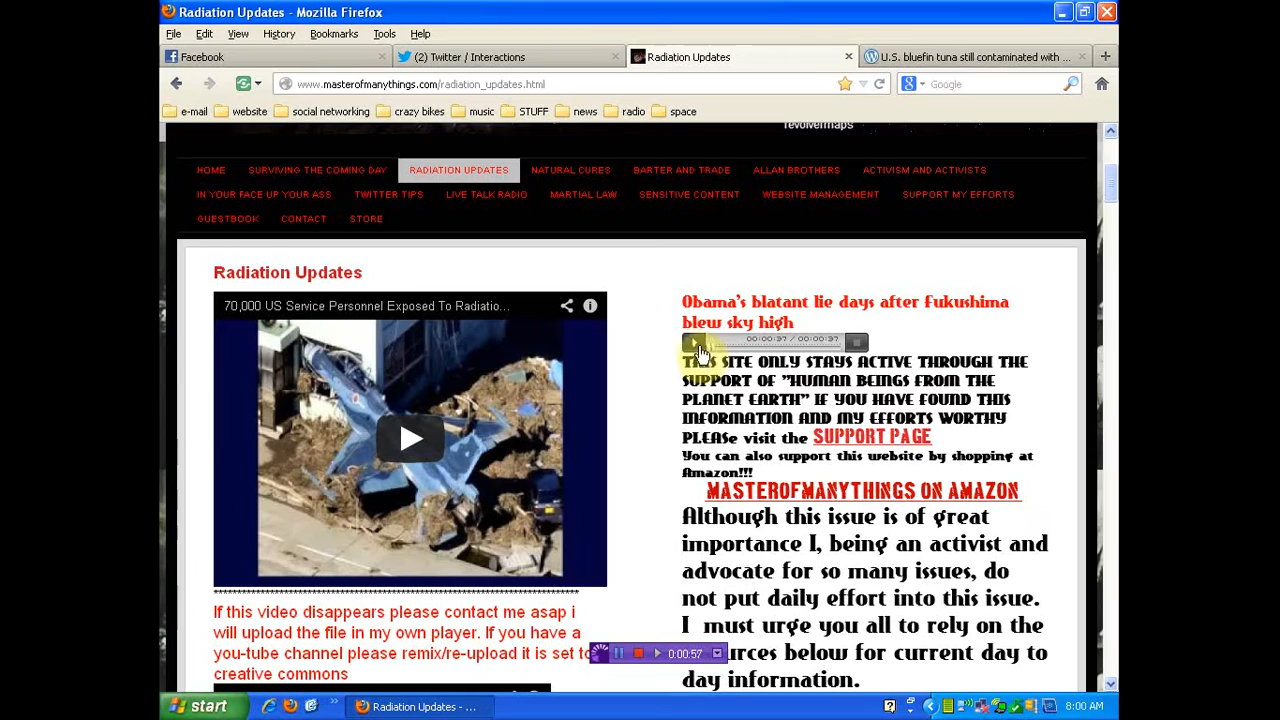 Radiation Updates - Mozilla Firefox
File Edit View History Bookmarks Tools Help
Facebook
(2) Twitter / Interactions
Radiation Updates
U.S. bluefin tuna still contaminated with ...
www.masterofmanythings.com/radiation_updates.html
Google
e-mail website social networking crazy bikes music STUFF news radio space
revolvermaps
HOME SURVIVING THE COMING DAY RADIATION UPDATES NATURAL CURES BARTER AND TRADE ALLAN BROTHERS ACTIVISM AND ACTIVISTS
IN YOUR FACE UP YOUR ASS TWITTER TIPS LIVE TALK RADIO MARTIAL LAW SENSITIVE CONTENT WEBSITE MANAGEMENT SUPPORT MY EFFORTS
GUESTBOOK CONTACT STORE
Radiation Updates
70,000 US Service Personnel Exposed To Radiatio...
*********************************************************************
If this video disappears please contact me asap i
will upload the file in my own player. If you have a
you-tube channel please remix/re-upload it is set to
creative commons
Obama's blatant lie days after fukushima
blew sky high
00:00:37 / 00:00:37
THIS SITE ONLY STAYS ACTIVE THROUGH THE
SUPPORT OF "HUMAN BEINGS FROM THE
PLANET EARTH" IF YOU HAVE FOUND THIS
INFORMATION AND MY EFFORTS WORTHY
PLEASe visit the SUPPORT PAGE
You can also support this website by shopping at
Amazon!!!
MASTEROFMANYTHINGS ON AMAZON
Although this issue is of great
importance I, being an activist and
advocate for so many issues, do
not put daily effort into this issue.
I must urge you all to rely on the
urces below for current day to
day information.
0:00:57
start
Radiation Updates - ...
8:00 AM